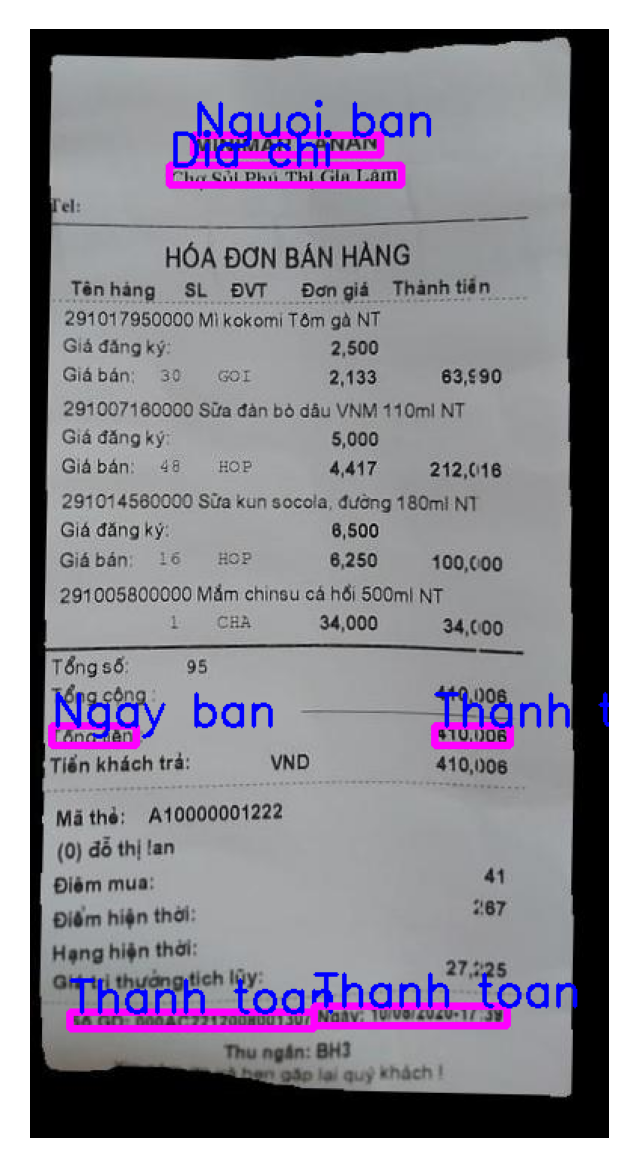 Nguoi ban
MINIMART ANAN
Dia chi
Chợ Sủi Phú Thị Gia Lâm
Tel:
HÓA ĐƠN BÁN HÀNG
Tên hàng SL ĐVT Đơn giá Thành tiền
291017950000 Mì kokomi Tôm gà NT
Giá đăng ký: 2,500
Giá bán: 30 GOI 2,133 63,990
291007160000 Sữa đàn bò dâu VNM 110ml NT
Giá đăng ký: 5,000
Giá bán: 48 HOP 4,417 212,016
291014560000 Sữa kun socola, đường 180ml NT
Giá đăng ký: 6,500
Giá bán: 16 HOP 6,250 100,000
291005800000 Mắm chinsu cá hồi 500ml NT
1 CHA 34,000 34,000
Tổng số: 95
Tổng cộng : 410,006
Ngay ban Thanh t
Tổng tiền: 410,006
Tiền khách trả: VND 410,006
Mã thẻ: A10000001222
(0) đỗ thị lan
Điểm mua: 41
Điểm hiện thời: 267
Hạng hiện thời:
Giá trị thưởng tích lũy: 27,225
Thanh toan Thanh toan
Số GD: Ngày: 10/08/2020-17:39
Thu ngân: BH3
hẹn gặp lại quý khách !